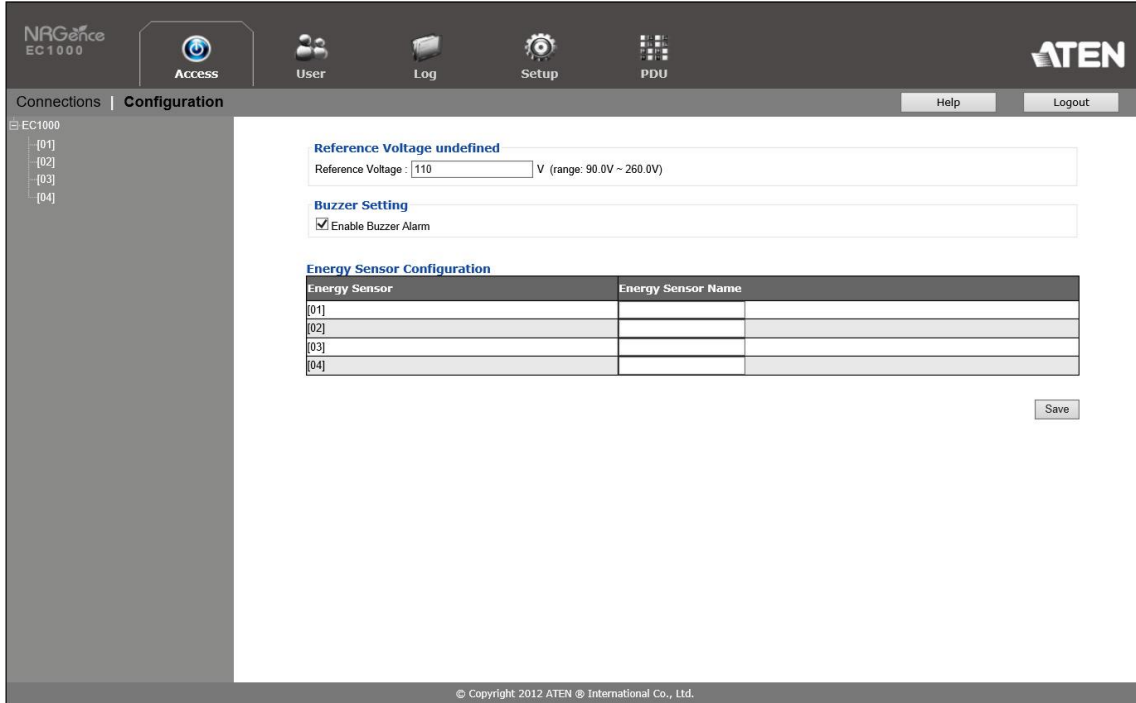 NRGence
EC1000
Access
User
Log
Setup
PDU
ATEN
Connections | Configuration
Help
Logout
EC1000
[01]
[02]
[03]
[04]
Reference Voltage undefined
Reference Voltage : 110 V (range: 90.0V ~ 260.0V)
Buzzer Setting
Enable Buzzer Alarm
Energy Sensor Configuration
Energy Sensor Energy Sensor Name
[01]
[02]
[03]
[04]
Save
© Copyright 2012 ATEN ® International Co., Ltd.